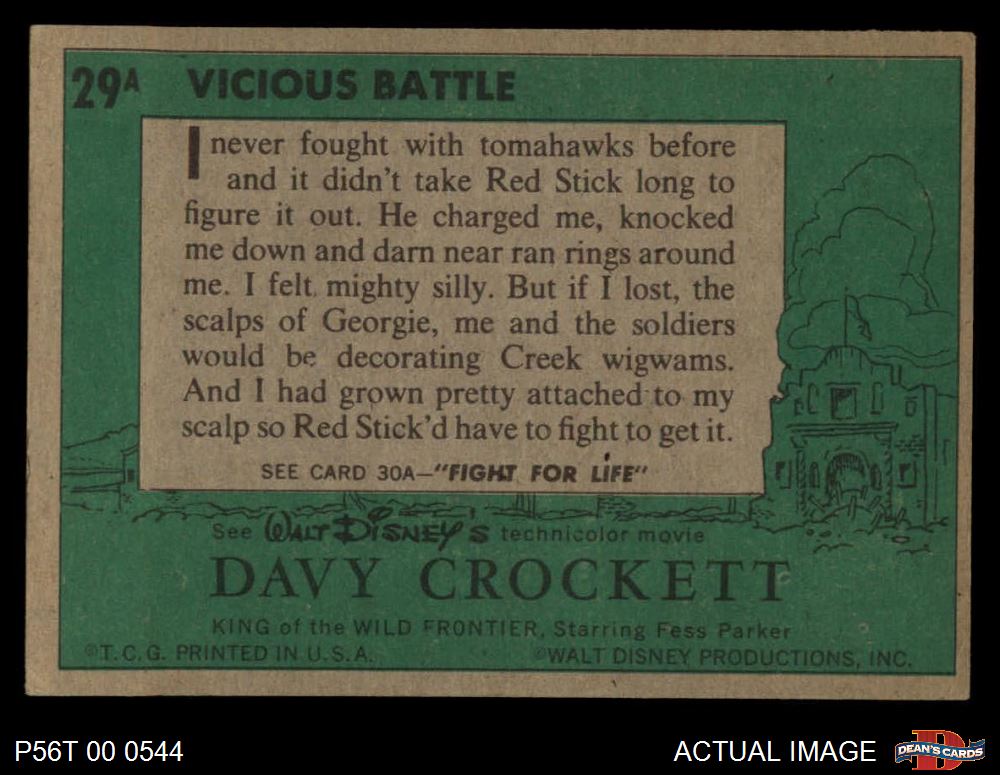 29A VICIOUS BATTLE
I never fought with tomahawks before
and it didn't take Red Stick long to
figure it out. He charged me, knocked
me down and darn near ran rings around
me. I felt mighty silly. But if I lost, the
scalps of Georgie, me and the soldiers
would be decorating Creek wigwams.
And I had grown pretty attached to my
scalp so Red Stick'd have to fight to get it.
SEE CARD 30A—"FIGHT FOR LIFE"
See WALT DISNEY'S technicolor movie
DAVY CROCKETT
KING of the WILD FRONTIER, Starring Fess Parker
©T.C.G. PRINTED IN U.S.A. ©WALT DISNEY PRODUCTIONS, INC.
P56T 00 0544 ACTUAL IMAGE D DEAN'S CARDS